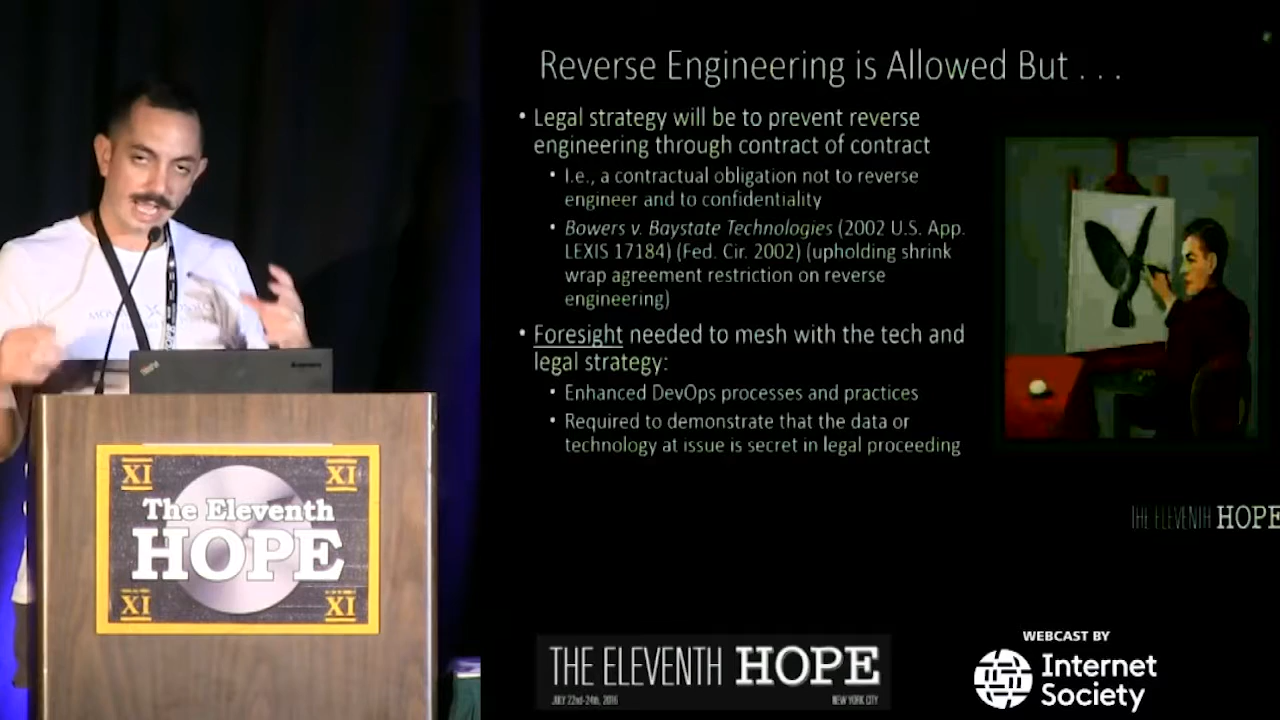 Reverse Engineering is Allowed But . . .
• Legal strategy will be to prevent reverse
engineering through contract of contract
• I.e., a contractual obligation not to reverse
engineer and to confidentiality
• Bowers v. Baystate Technologies (2002 U.S. App.
LEXIS 17184) (Fed. Cir. 2002) (upholding shrink
wrap agreement restriction on reverse
engineering)
• Foresight needed to mesh with the tech and
legal strategy:
• Enhanced DevOps processes and practices
• Required to demonstrate that the data or
technology at issue is secret in legal proceeding
XI XI
The Eleventh
HOPE
XI XI
THE ELEVENTH HOPE
THE ELEVENTH HOPE
JULY 22nd-24th, 2016 NEW YORK CITY
WEBCAST BY
Internet
Society